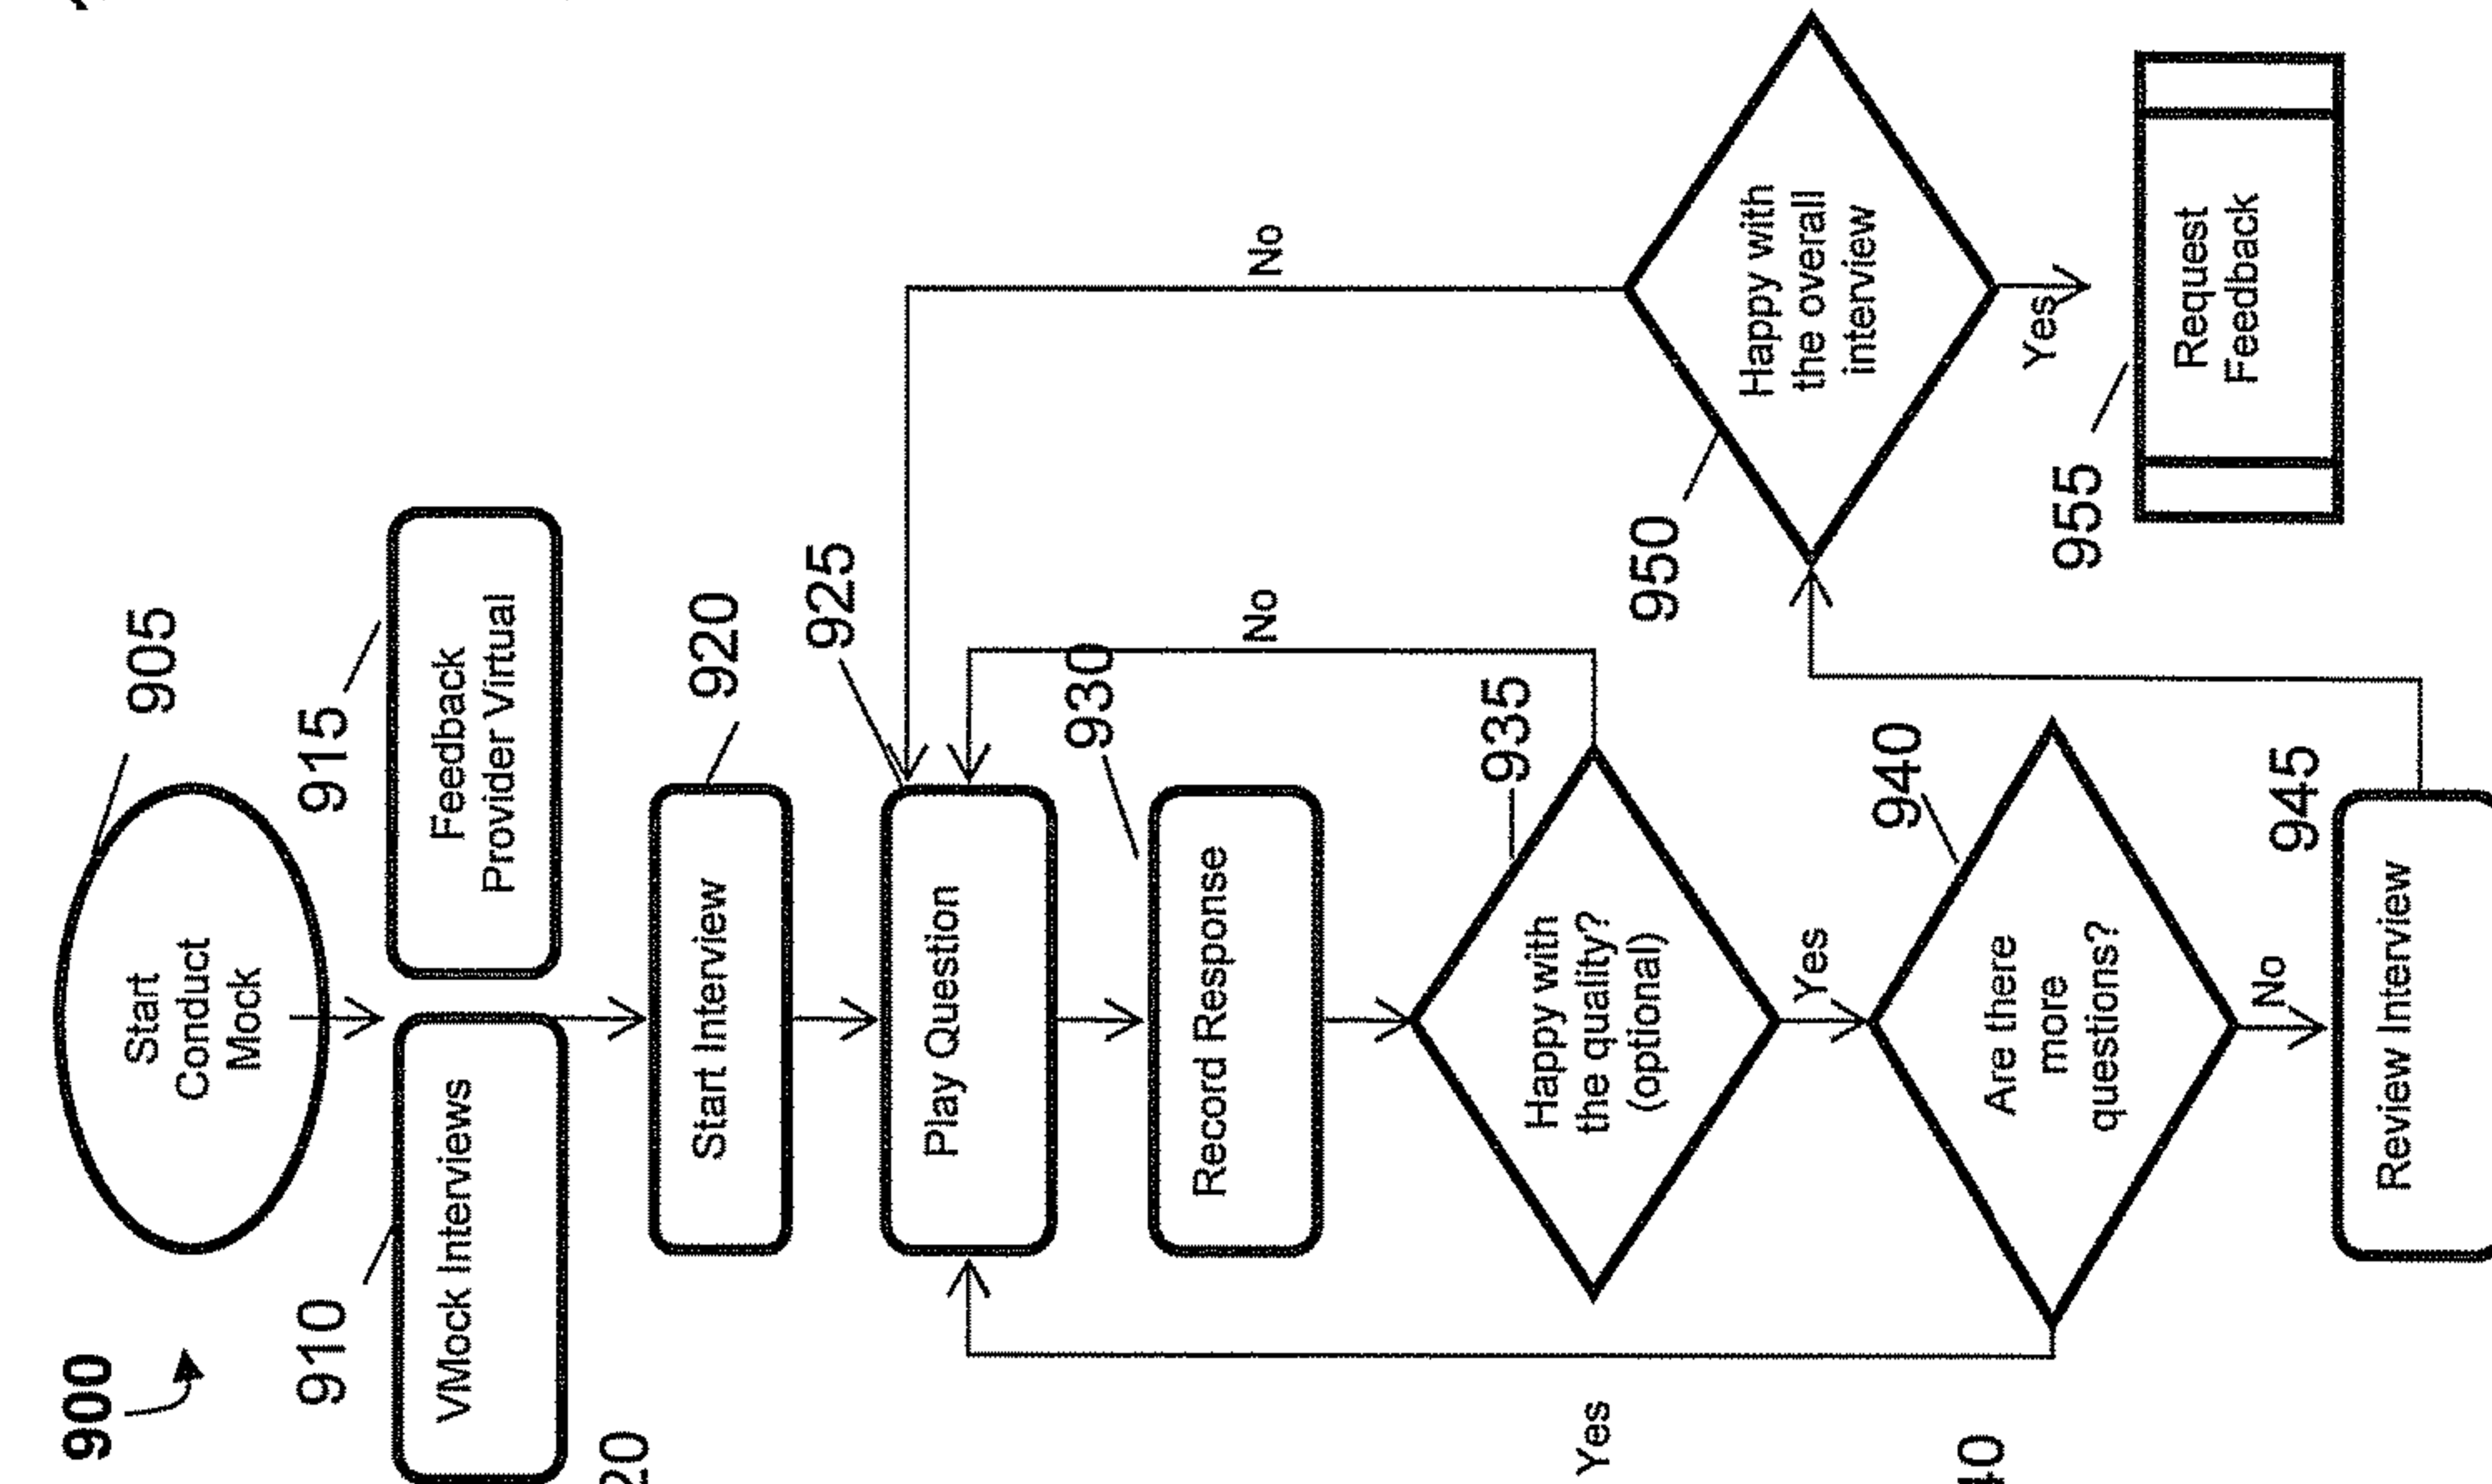 900
905
Start
Conduct
Mock
910
VMock Interviews
915
Feedback
Provider Virtual
920
Start Interview
925
Play Question
930
Record Response
935
Happy with
the quality?
(optional)
No
Yes
940
Are there
more
questions?
Yes
No
945
Review Interview
950
Happy with
the overall
interview
No
Yes
955
Request
Feedback
20
40